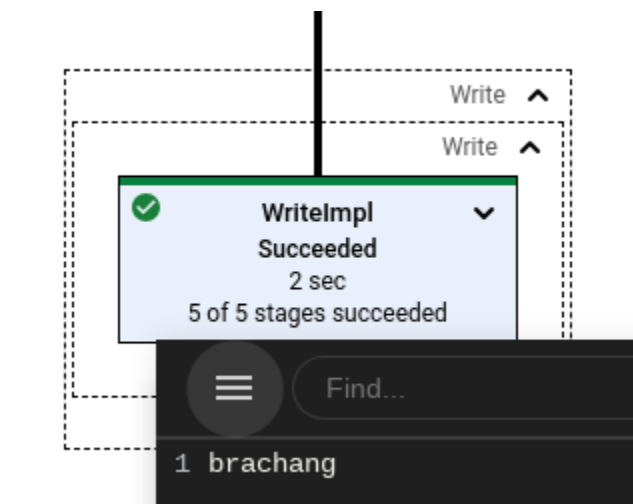 Write
Write
WriteImpl
Succeeded
2 sec
5 of 5 stages succeeded
Find...
1 brachang